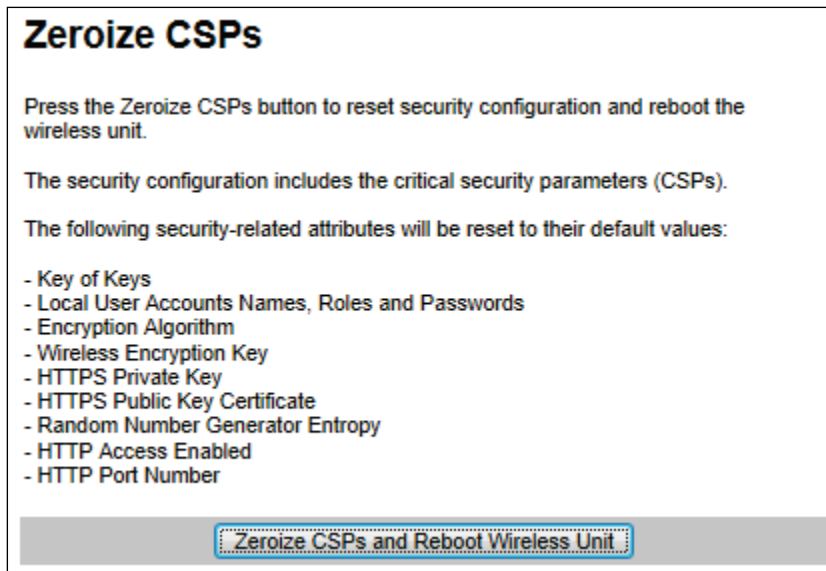 Zeroize CSPs
Press the Zeroize CSPs button to reset security configuration and reboot the
wireless unit.
The security configuration includes the critical security parameters (CSPs).
The following security-related attributes will be reset to their default values:
- Key of Keys
- Local User Accounts Names, Roles and Passwords
- Encryption Algorithm
- Wireless Encryption Key
- HTTPS Private Key
- HTTPS Public Key Certificate
- Random Number Generator Entropy
- HTTP Access Enabled
- HTTP Port Number
Zeroize CSPs and Reboot Wireless Unit